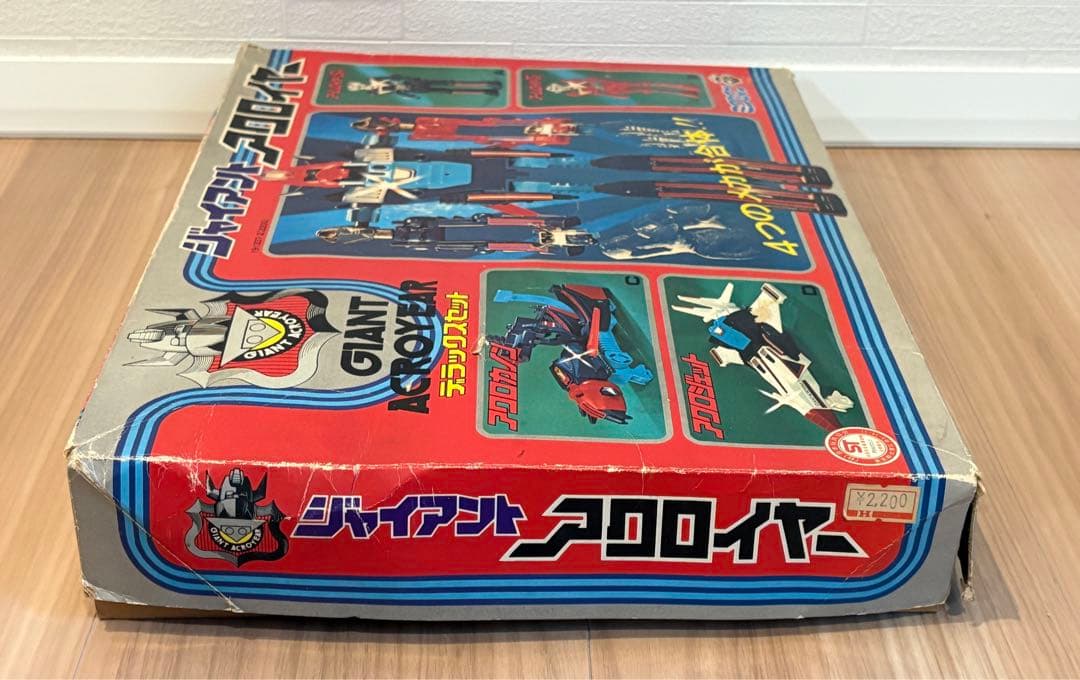 ジャイアント
アクロイヤー
4つのメカが合体!!
GIANT
ACROYEAR
デラックスセット
GIANT ACROYEAR
アクロカノン
C
アクロジェット
D
ST
GIANT ACROYEAR
ジャイアント
アクロイヤー
¥2,200